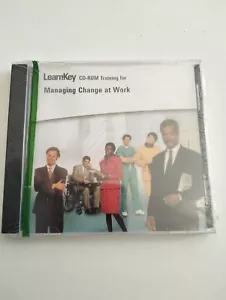 LearnKey CD-ROM Training for
Managing Change at Work